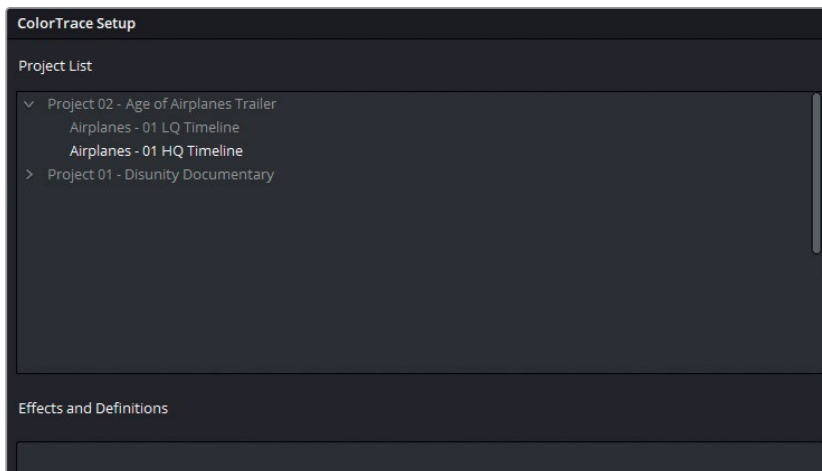 ColorTrace Setup
Project List
Project 02 - Age of Airplanes Trailer
Airplanes - 01 LQ Timeline
Airplanes - 01 HQ Timeline
Project 01 - Disunity Documentary
Effects and Definitions